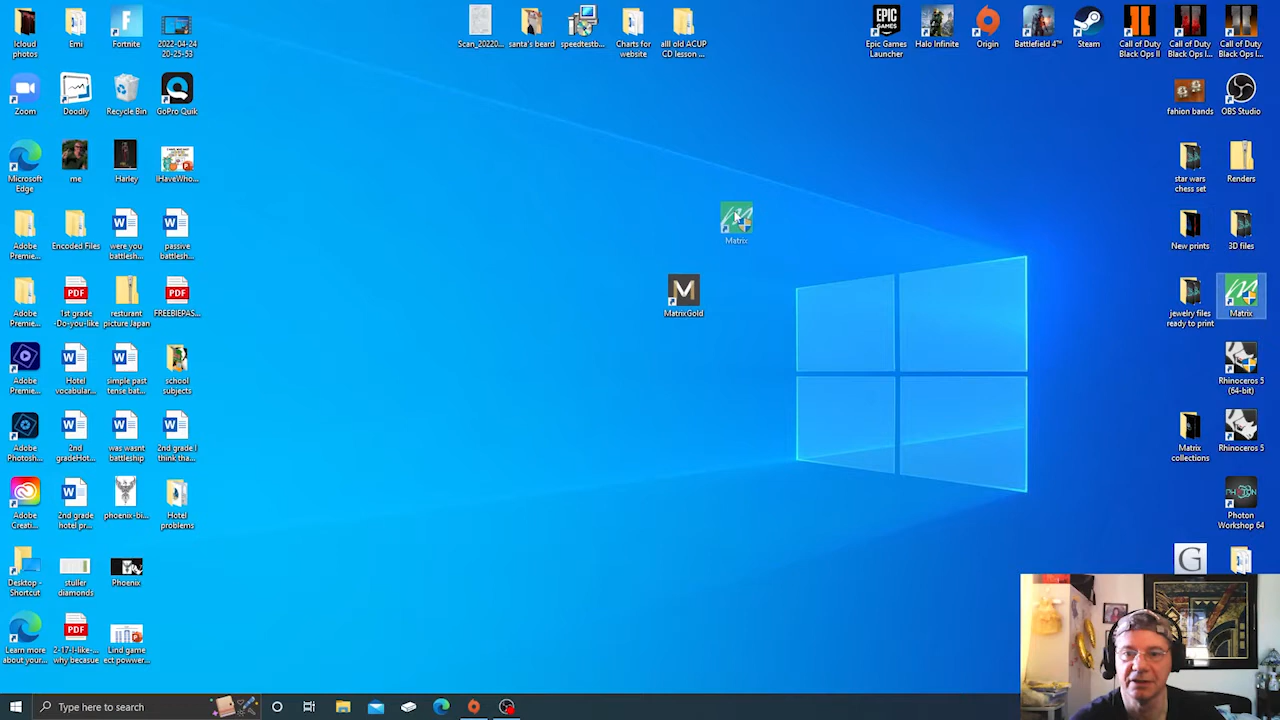 Icloud
photos
Emi
Fortnite
2022-04-24
20-25-53
Scan_20220...
santa's beard
speedtestb...
Charts for
website
alll old ACUP
CD lesson ...
EPIC
GAMES
Epic Games
Launcher
Halo Infinite
Origin
Battlefield 4™
Steam
Call of Duty
Black Ops II
Call of Duty
Black Ops I...
Call of Duty
Black Ops I...
Zoom
Doodly
Recycle Bin
GoPro Quik
fahion bands
OBS Studio
Microsoft
Edge
me
Harley
IHaveWho...
star wars
chess set
Renders
Matrix
Adobe
Premie...
Encoded Files
were you
battlesh...
passive
battlesh...
New prints
3D files
Adobe
Premie...
PDF
1st grade
-Do-you-like
resturant
picture Japan
PDF
FREEBIEPAS...
M
MatrixGold
jewelry files
ready to print
Matrix
Adobe
Premie...
Hotel
vocabular...
simple past
tense bat...
school
subjects
Rhinoceros 5
(64-bit)
Adobe
Photosh...
2nd
gradeHot...
was wasnt
battleship
2nd grade I
think tha...
Matrix
collections
Rhinoceros 5
Adobe
Creati...
2nd grade
hotel pr...
phoenix-bi...
Hotel
problems
Photon
Workshop 64
Desktop -
Shortcut
stuller
diamonds
Phoenix
G
Learn more
about your...
PDF
2-17-I-like-...
why becasue
Lind game
ect powwer...
Type here to search